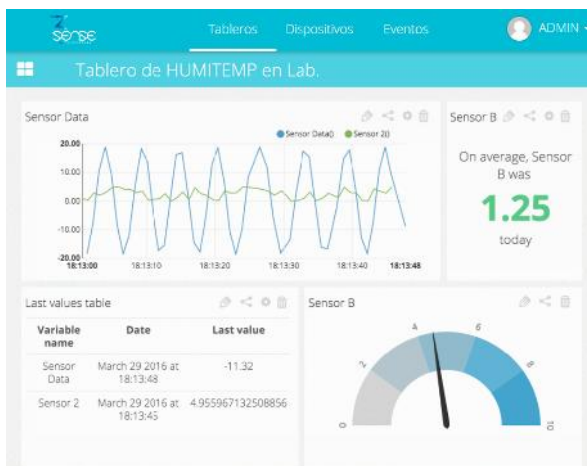 sense
Tableros Dispositivos Eventos ADMIN
Tablero de HUMITEMP en Lab.
Sensor Data
Sensor Data() Sensor 2()
20.00
10.00
0.00
-10.00
-20.00
18:13:00 18:13:10 18:13:20 18:13:30 18:13:40 18:13:48
Sensor B
On average, Sensor
B was
1.25
today
Last values table
Variable name Date Last value
Sensor Data March 29 2016 at 18:13:48 -11.32
Sensor 2 March 29 2016 at 18:13:45 4.955967132508856
Sensor B
0 2 4 6 8 10